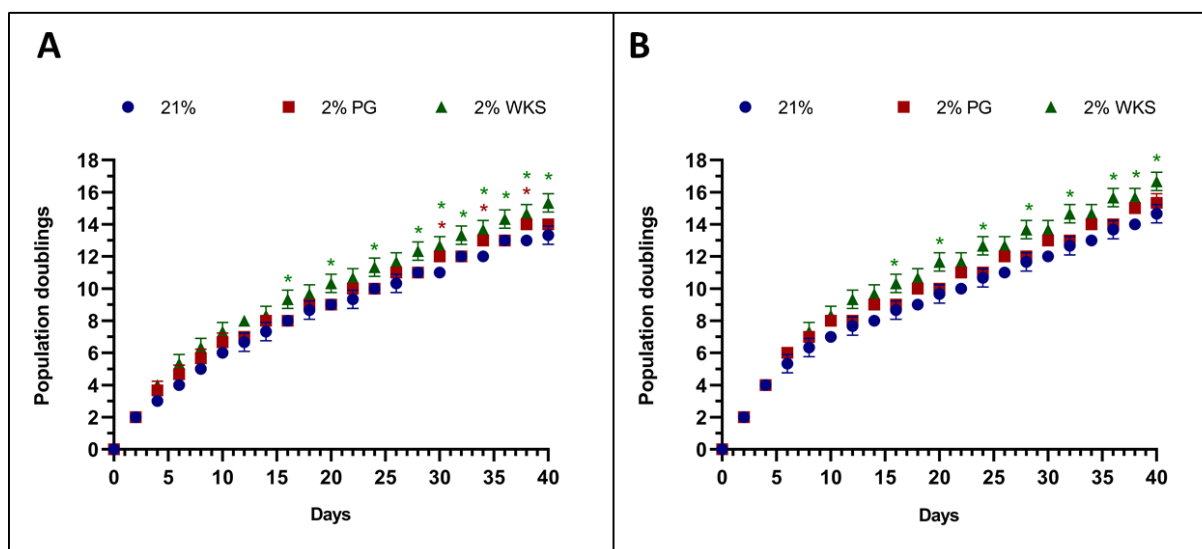 A
21% 2% PG 2% WKS
* * * * * * * * * * *
* * *
18
16
14
12
10
8
6
4
2
0
Population doublings
0 5 10 15 20 25 30 35 40
Days
B
21% 2% PG 2% WKS
* * * * * * * *
18
16
14
12
10
8
6
4
2
0
Population doublings
0 5 10 15 20 25 30 35 40
Days